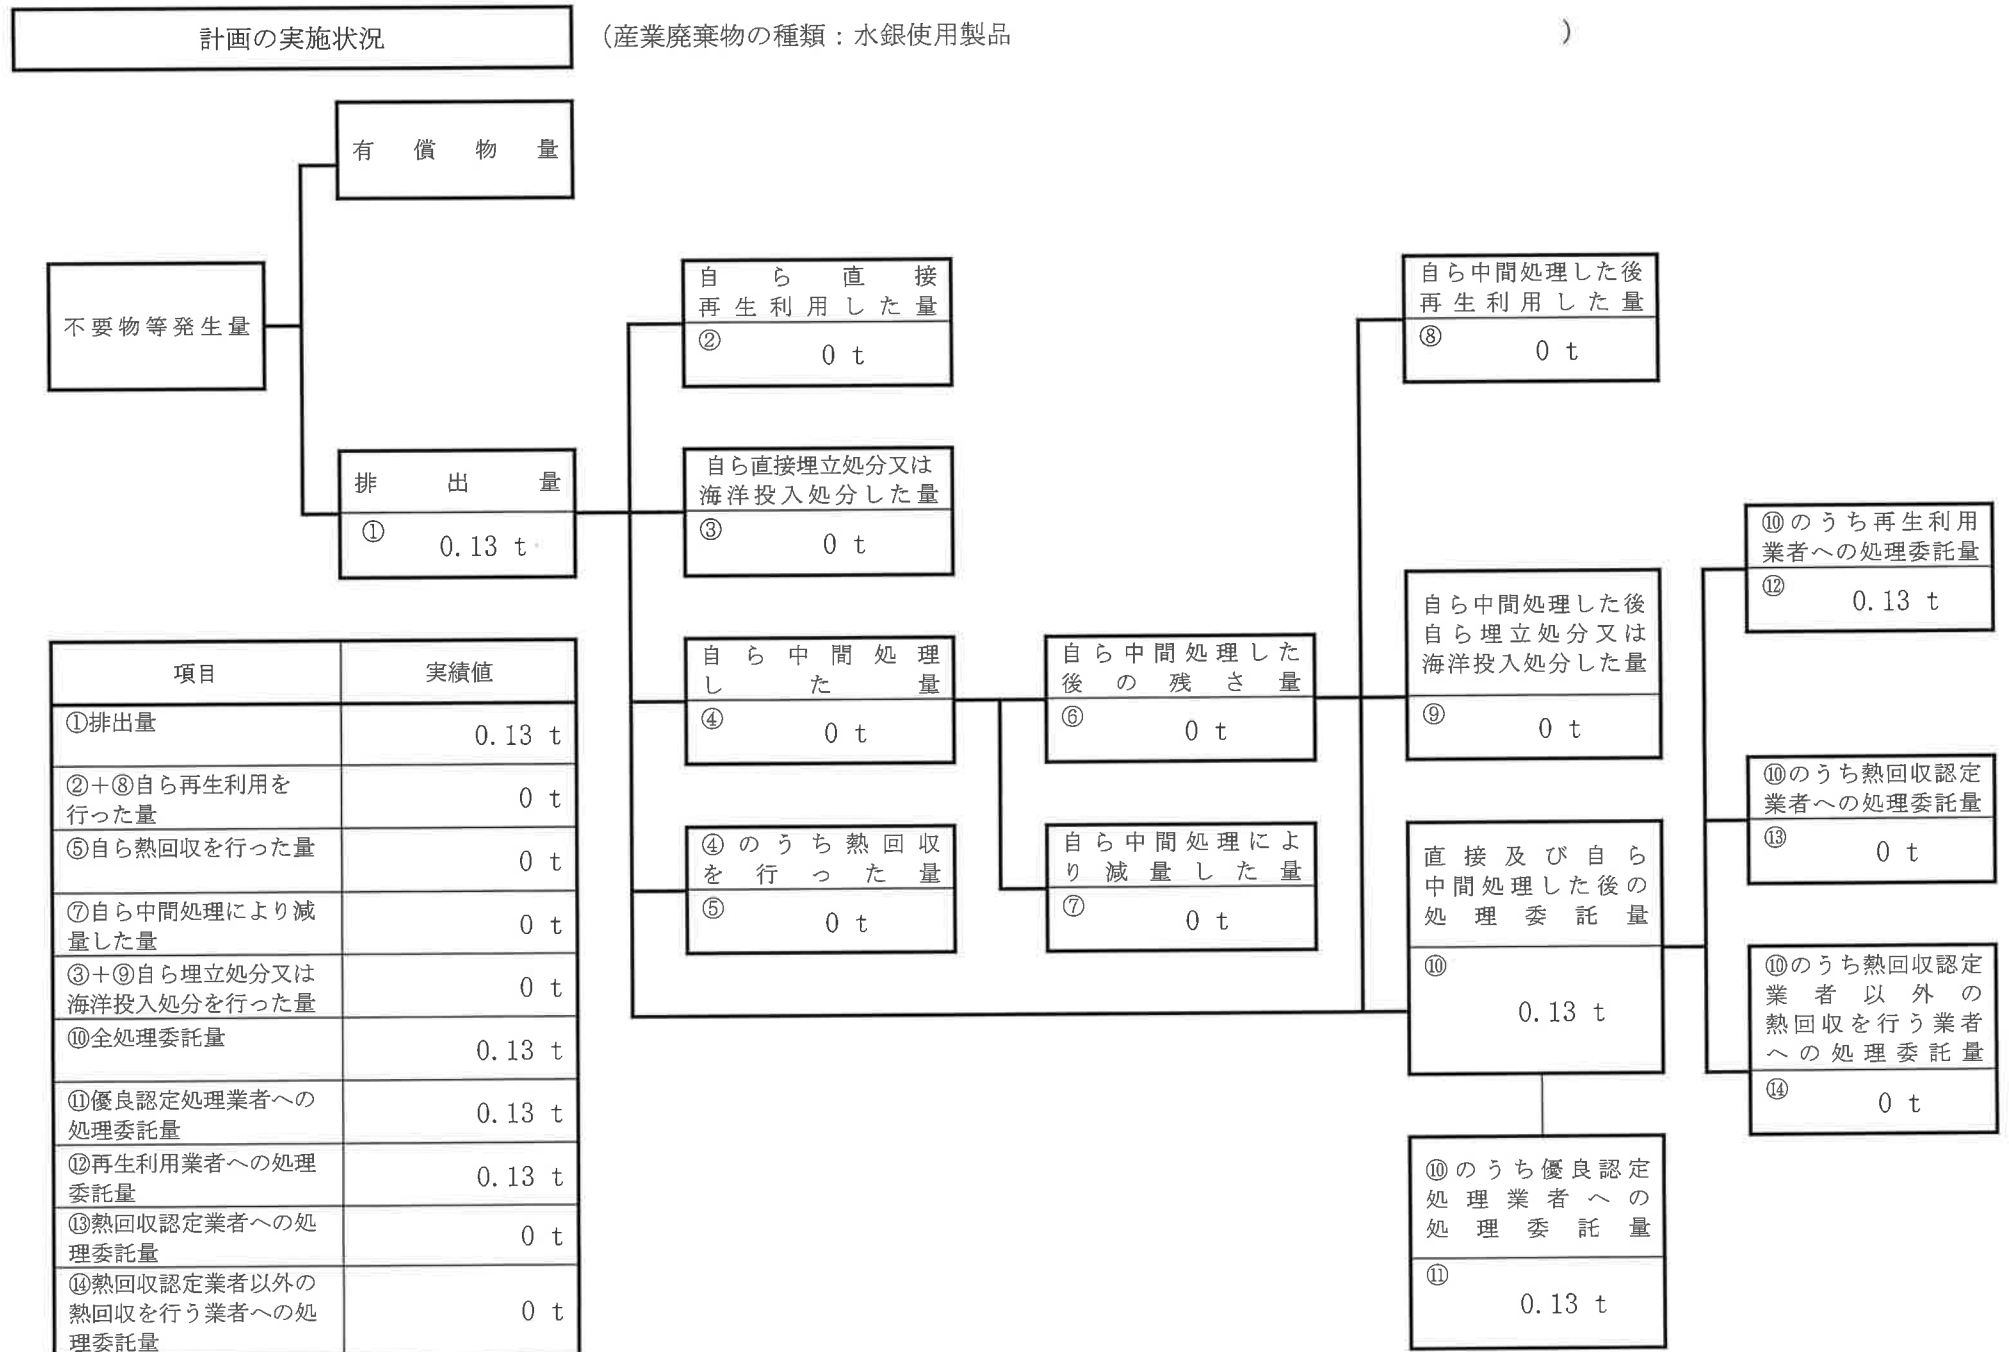 計画の実施状況
（産業廃棄物の種類：水銀使用製品 ）
有償物量
不要物等発生量
排出量
① 0.13 t
自ら直接
再生利用した量
② 0 t
自ら直接埋立処分又は
海洋投入処分した量
③ 0 t
自ら中間処理
した量
④ 0 t
④のうち熱回収
を行った量
⑤ 0 t
自ら中間処理した
後の残さ量
⑥ 0 t
自ら中間処理によ
り減量した量
⑦ 0 t
自ら中間処理した後
再生利用した量
⑧ 0 t
自ら中間処理した後
自ら埋立処分又は
海洋投入処分した量
⑨ 0 t
直接及び自ら
中間処理した後の
処理委託量
⑩
0.13 t
⑩のうち優良認定
処理業者への
処理委託量
⑪
0.13 t
⑩のうち再生利用
業者への処理委託量
⑫ 0.13 t
⑩のうち熱回収認定
業者への処理委託量
⑬ 0 t
⑩のうち熱回収認定
業者以外の
熱回収を行う業者
への処理委託量
⑭ 0 t
項目 実績値
①排出量 0.13 t
②＋⑧自ら再生利用を
行った量 0 t
⑤自ら熱回収を行った量 0 t
⑦自ら中間処理により減
量した量 0 t
③＋⑨自ら埋立処分又は
海洋投入処分を行った量 0 t
⑩全処理委託量 0.13 t
⑪優良認定処理業者への
処理委託量 0.13 t
⑫再生利用業者への処理
委託量 0.13 t
⑬熱回収認定業者への処
理委託量 0 t
⑭熱回収認定業者以外の
熱回収を行う業者への処
理委託量 0 t